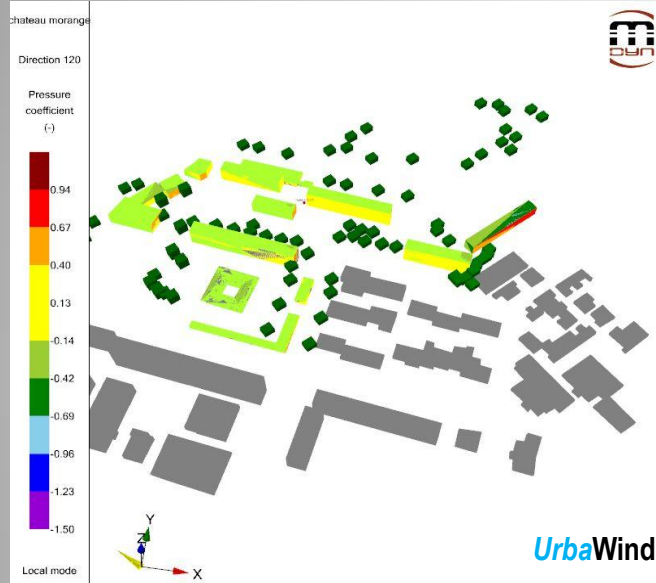 chateau morange
Direction 120
Pressure
coefficient
(-)
0.94
0.67
0.40
0.13
-0.14
-0.42
-0.69
-0.96
-1.23
-1.50
Local mode
Y
Z
X
UrbaWind
m
DYN